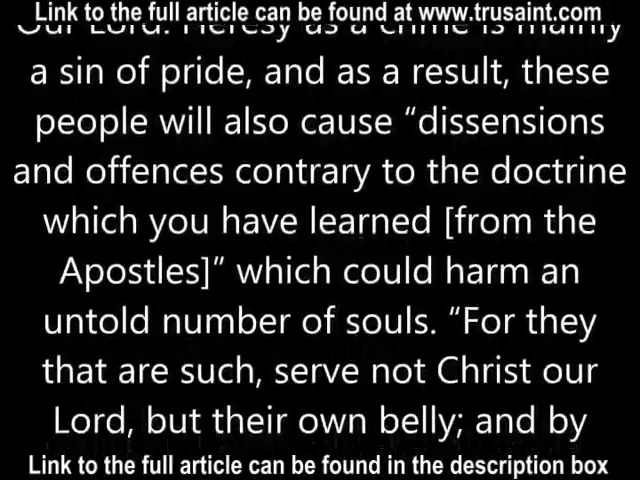 Link to the full article can be found at www.trusaint.com
Our Lord. Heresy as a crime is mainly
a sin of pride, and as a result, these
people will also cause “dissensions
and offences contrary to the doctrine
which you have learned [from the
Apostles]” which could harm an
untold number of souls. “For they
that are such, serve not Christ our
Lord, but their own belly; and by
Link to the full article can be found in the description box